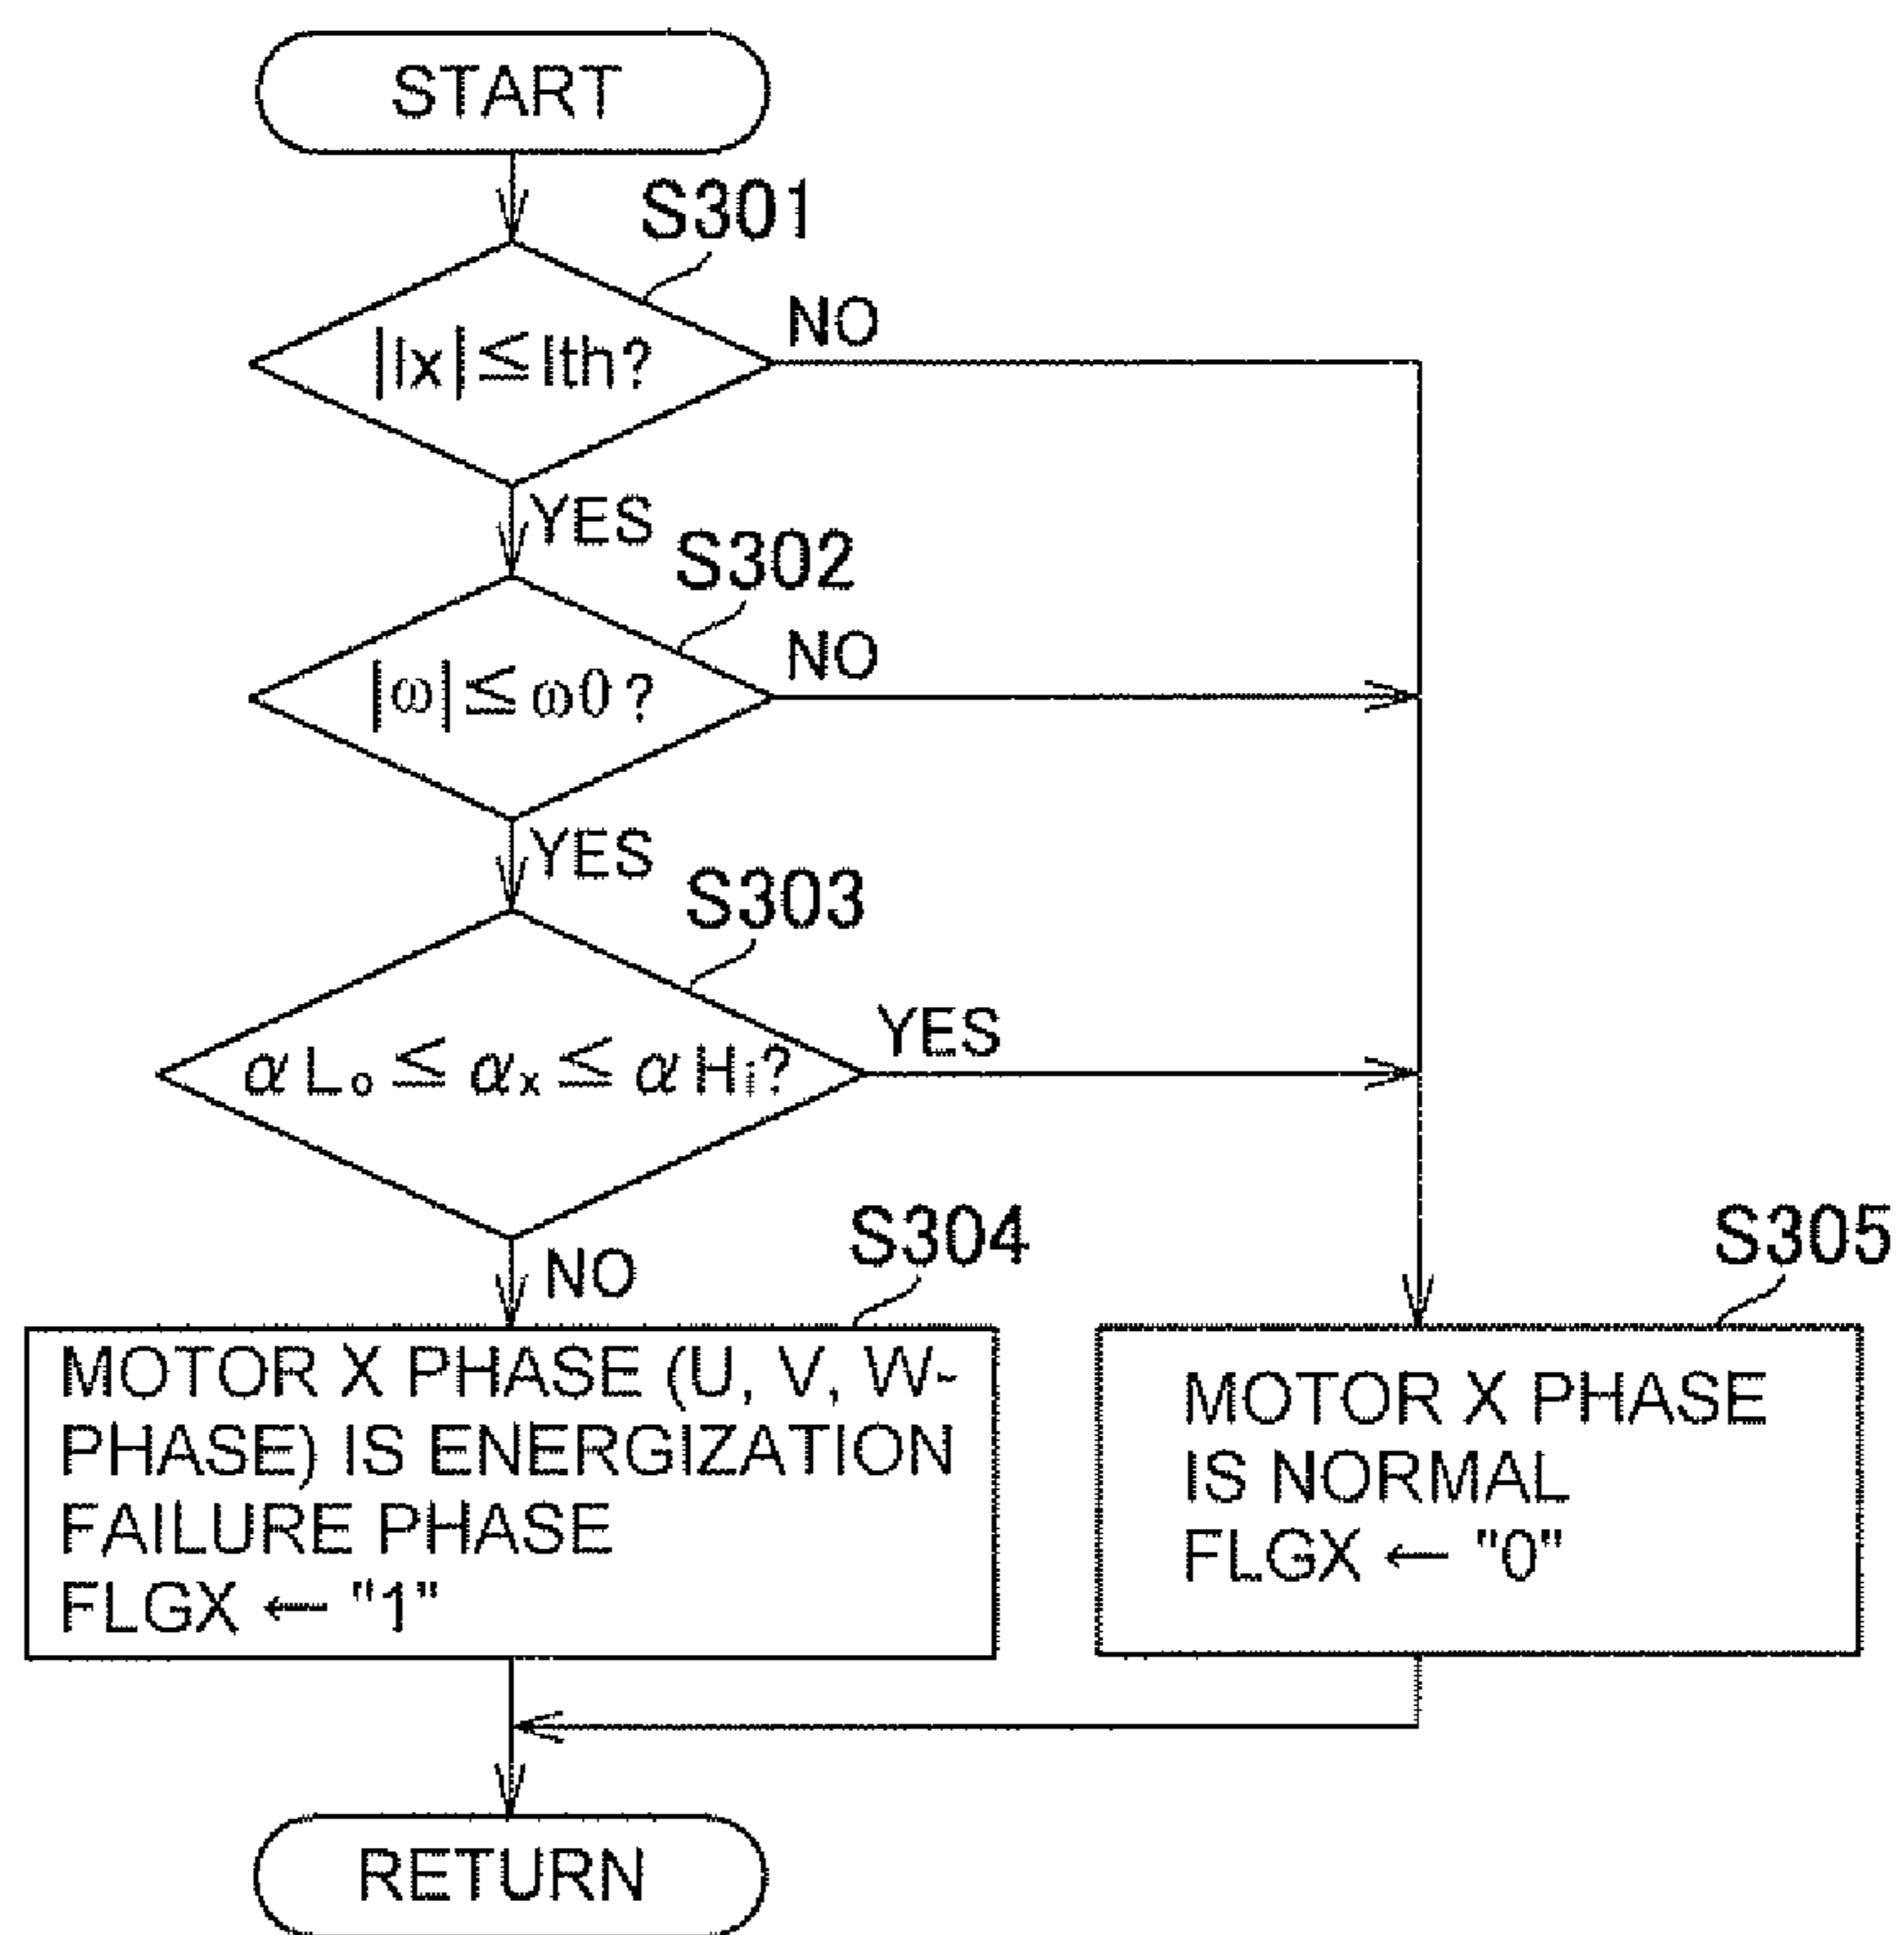 START
S301
|Ix|≦Ith?
NO
YES
S302
|ω|≦ω0?
NO
YES
S303
αLo≦αx≦αHi?
YES
NO
S304
MOTOR X PHASE (U, V, W-
PHASE) IS ENERGIZATION
FAILURE PHASE
FLGX ← "1"
S305
MOTOR X PHASE
IS NORMAL
FLGX ← "0"
RETURN